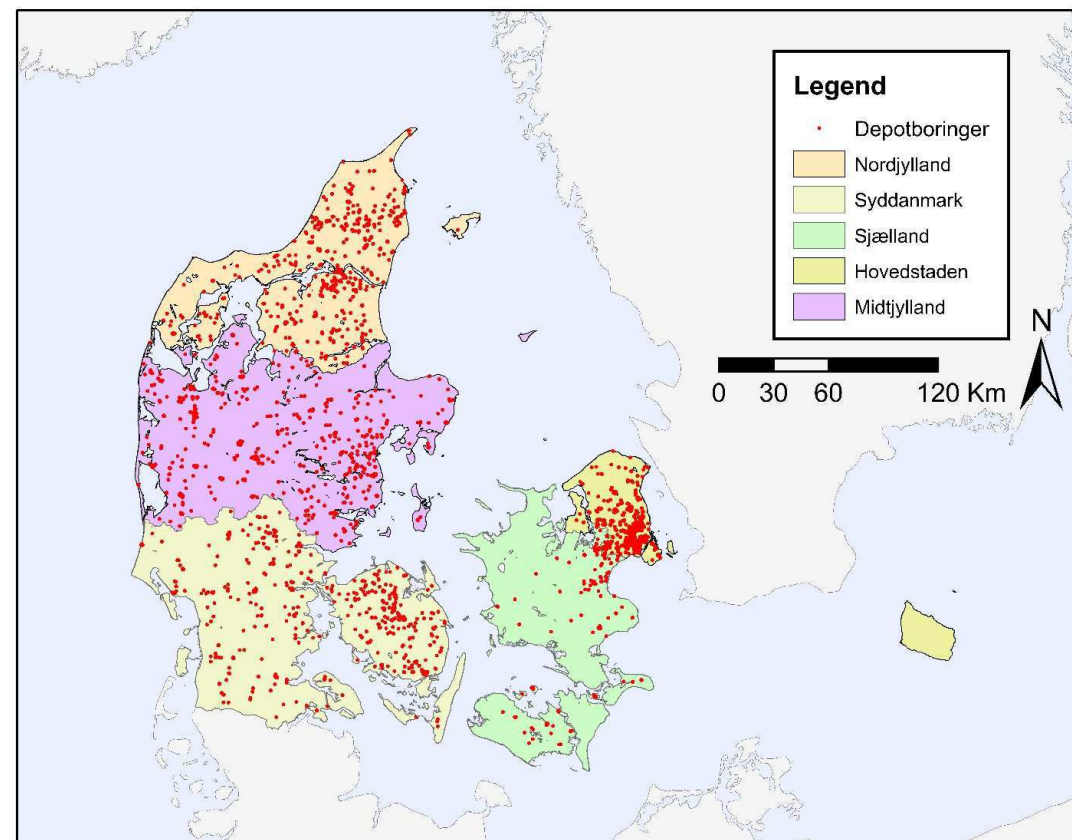 Legend
Depotboringer
Nordjylland
Syddanmark
Sjælland
Hovedstaden
Midtjylland
N
0 30 60 120 Km